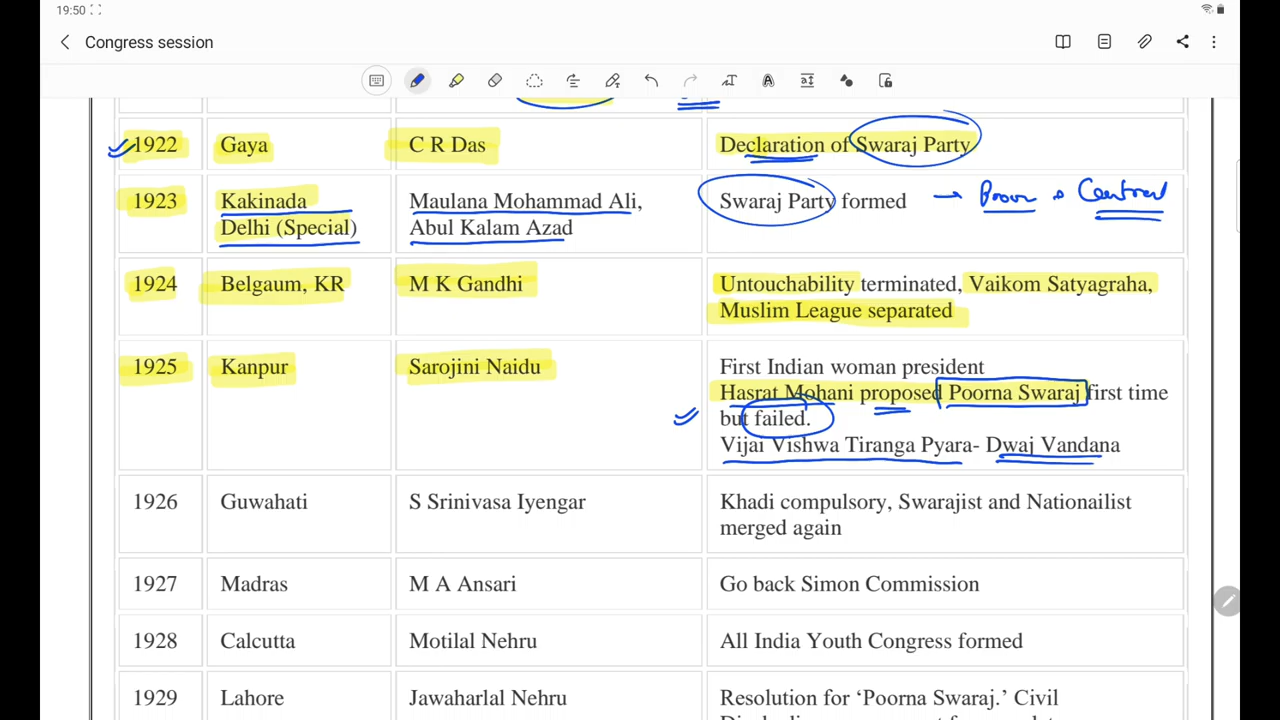 19:50
Congress session
1922 Gaya C R Das Declaration of Swaraj Party
1923 Kakinada Maulana Mohammad Ali, Swaraj Party formed → Central
Delhi (Special) Abul Kalam Azad
1924 Belgaum, KR M K Gandhi Untouchability terminated, Vaikom Satyagraha,
Muslim League separated
1925 Kanpur Sarojini Naidu First Indian woman president
Hasrat Mohani proposed Poorna Swaraj first time
but failed.
Vijai Vishwa Tiranga Pyara- Dwaj Vandana
1926 Guwahati S Srinivasa Iyengar Khadi compulsory, Swarajist and Nationailist
merged again
1927 Madras M A Ansari Go back Simon Commission
1928 Calcutta Motilal Nehru All India Youth Congress formed
1929 Lahore Jawaharlal Nehru Resolution for ‘Poorna Swaraj.’ Civil